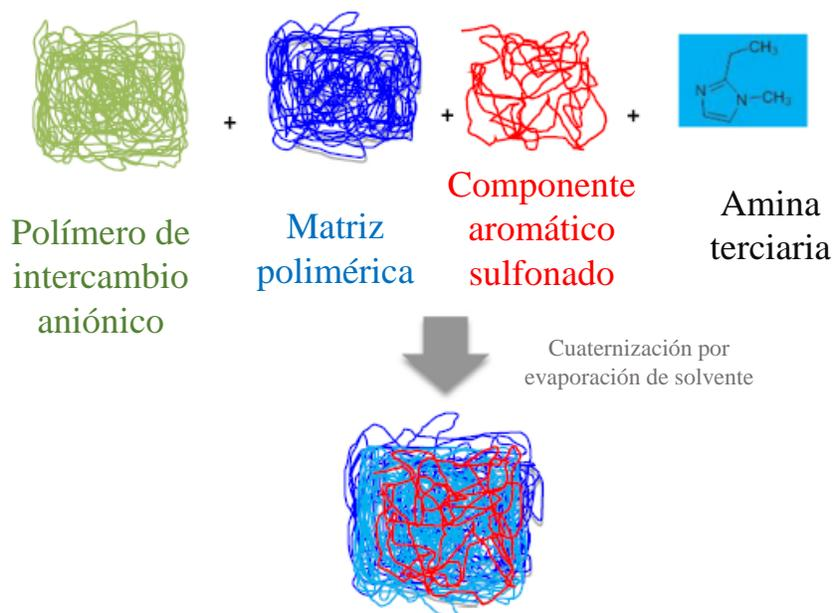 +
+
+
CH₃
N
N
CH₃
Polímero de
intercambio
aniónico
Matriz
polimérica
Componente
aromático
sulfonado
Amina
terciaria
Cuaternización por
evaporación de solvente